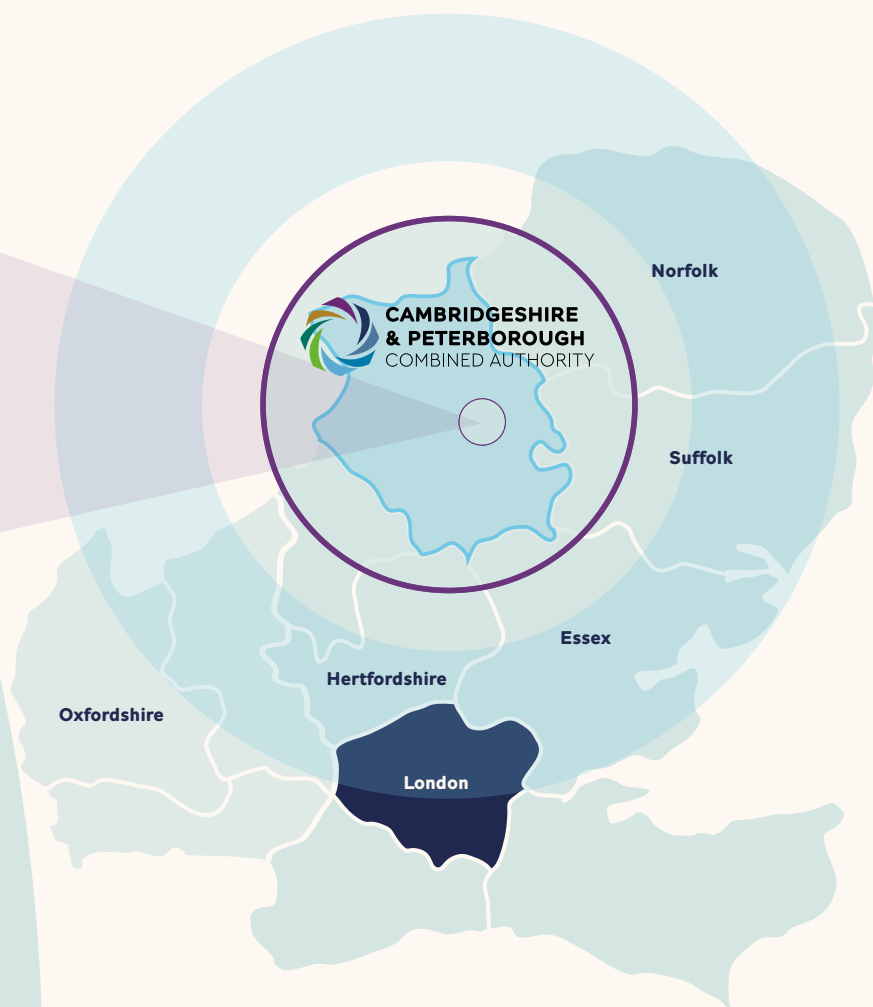 Norfolk
CAMBRIDGESHIRE
& PETERBOROUGH
COMBINED AUTHORITY
Suffolk
Essex
Hertfordshire
Oxfordshire
London